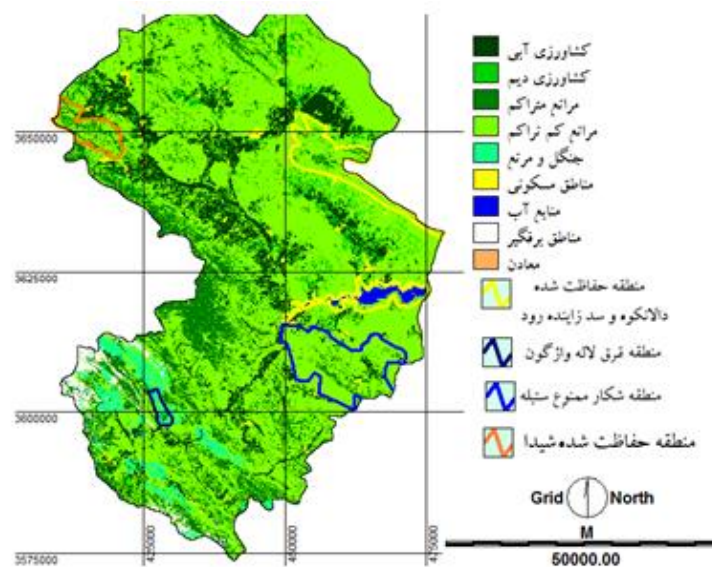 کشاورزی آبی
کشاورزی دیم
مراتع متراکم
مراتع کم تراکم
جنگل و مرتع
مناطق مسکونی
منابع آب
مناطق برفگیر
معادن
منطقه حفاظت شده
دالانکوه و سد زاینده رود
منطقه قرق لاله واژگون
منطقه شکار ممنوع سنبله
منطقه حفاظت شده شیدا
3650000
3625000
3600000
3575000
425000
475000
Grid North
M
50000.00